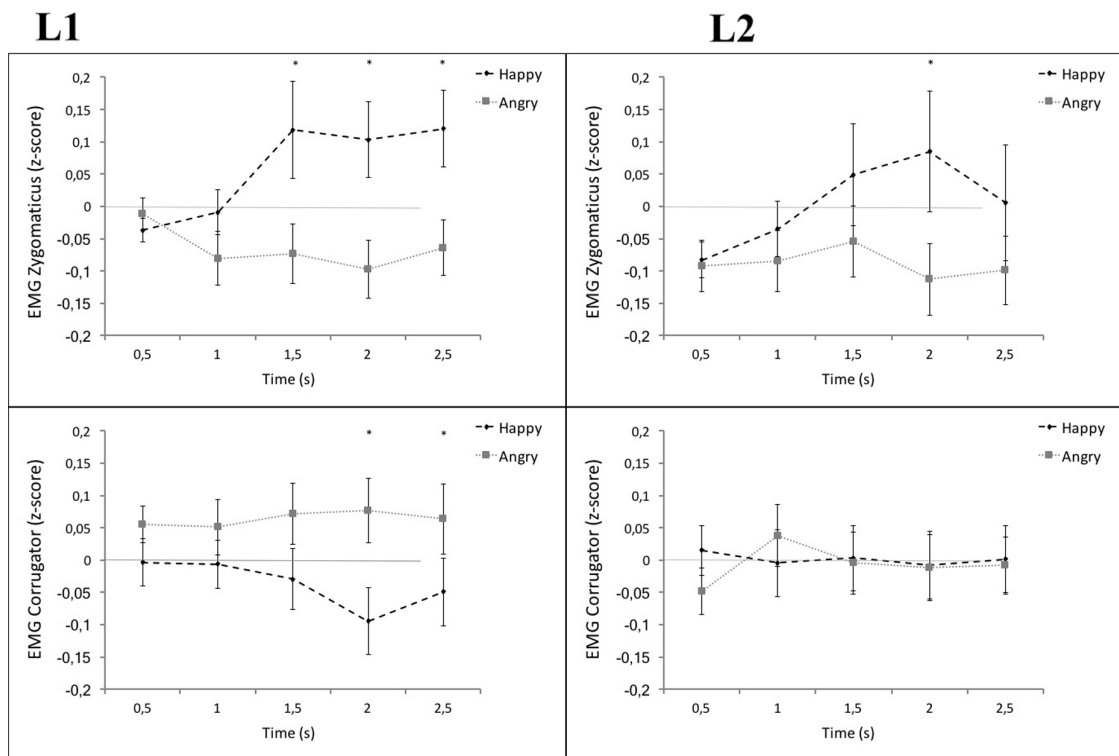 L1
L2
EMG Zygomaticus (z-score)
0,2
0,15
0,1
0,05
0
-0,05
-0,1
-0,15
-0,2
* * *
Happy
Angry
0,5 1 1,5 2 2,5
Time (s)
EMG Zygomaticus (z-score)
0,2
0,15
0,1
0,05
0
-0,05
-0,1
-0,15
-0,2
*
Happy
Angry
0,5 1 1,5 2 2,5
Time (s)
EMG Corrugator (z-score)
0,2
0,15
0,1
0,05
0
-0,05
-0,1
-0,15
-0,2
* *
Happy
Angry
0,5 1 1,5 2 2,5
Time (s)
EMG Corrugator (z-score)
0,2
0,15
0,1
0,05
0
-0,05
-0,1
-0,15
-0,2
Happy
Angry
0,5 1 1,5 2 2,5
Time (s)